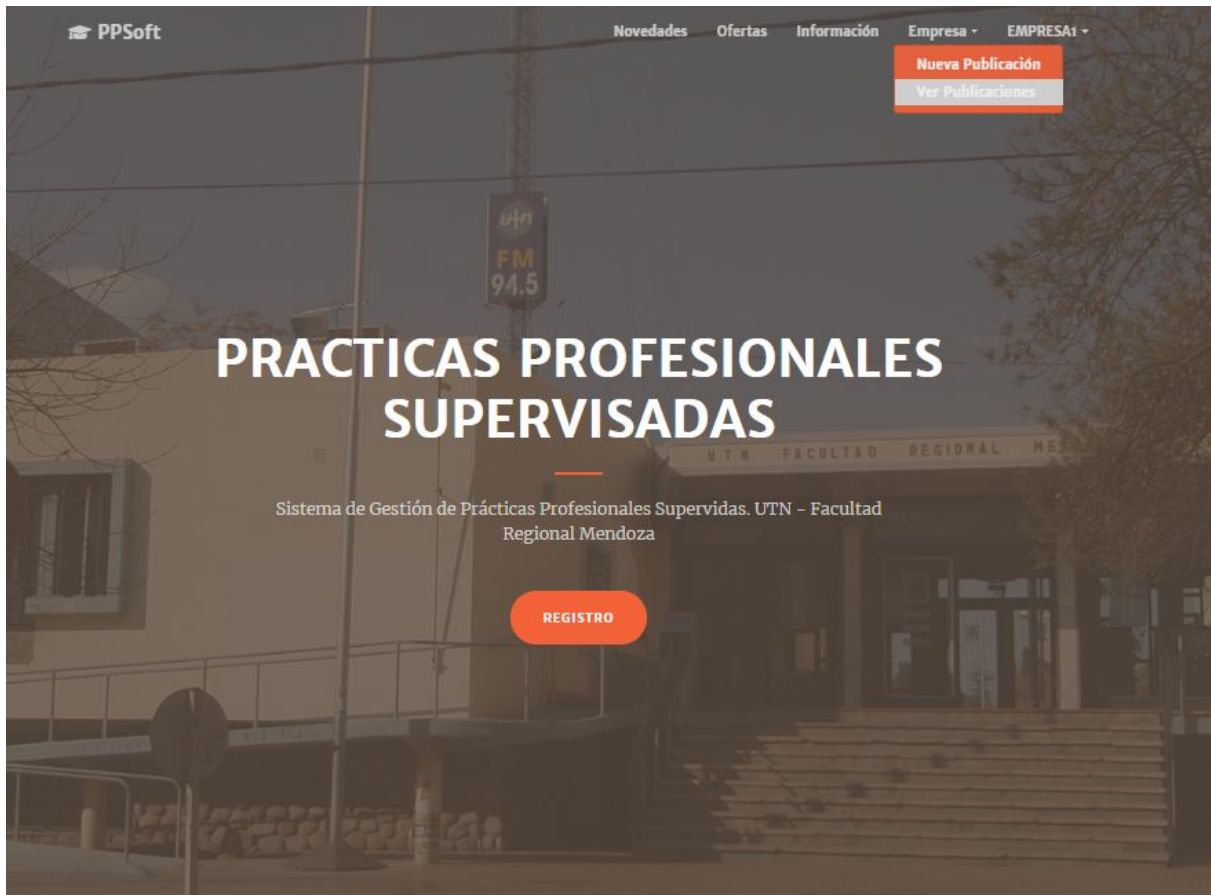 PPSoft
Novedades Ofertas Información Empresa EMPRESA1
Nueva Publicación
Ver Publicaciones
utn
FM
94.5
PRACTICAS PROFESIONALES
SUPERVISADAS
UTN FACULTAD REGIONAL ME
Sistema de Gestión de Prácticas Profesionales Supervidas. UTN – Facultad
Regional Mendoza
REGISTRO